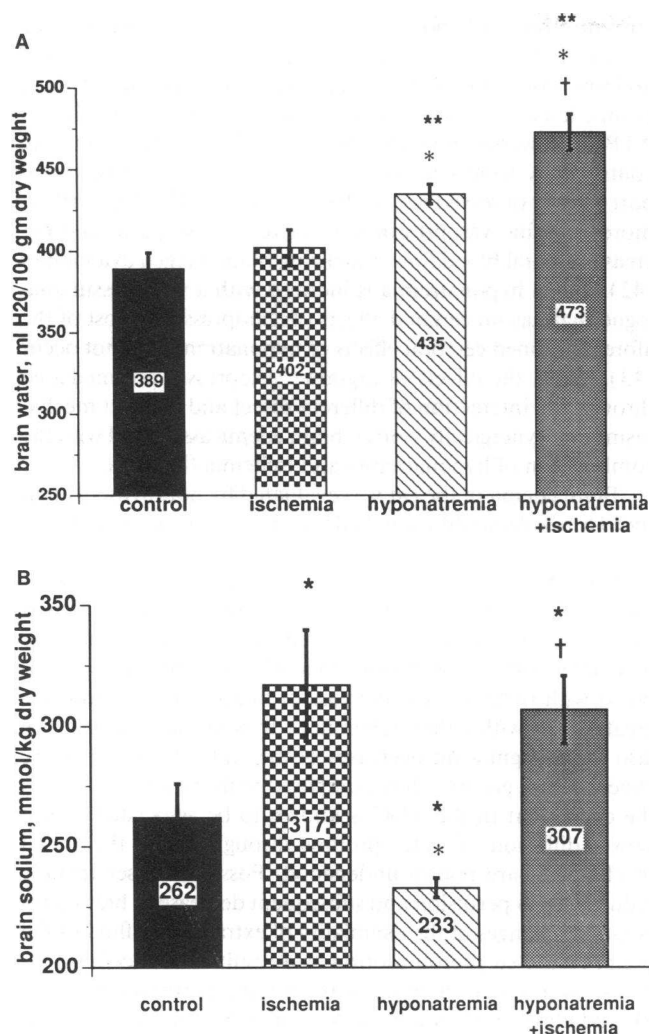 A
**
*
†
**
*
500
450
400
350
300
250
brain water, ml H20/100 gm dry weight
389
402
435
473
control
ischemia
hyponatremia
hyponatremia
+ischemia
B
*
*
†
*
*
350
300
250
200
brain sodium, mmol/kg dry weight
262
317
233
307
control
ischemia
hyponatremia
hyponatremia
+ischemia